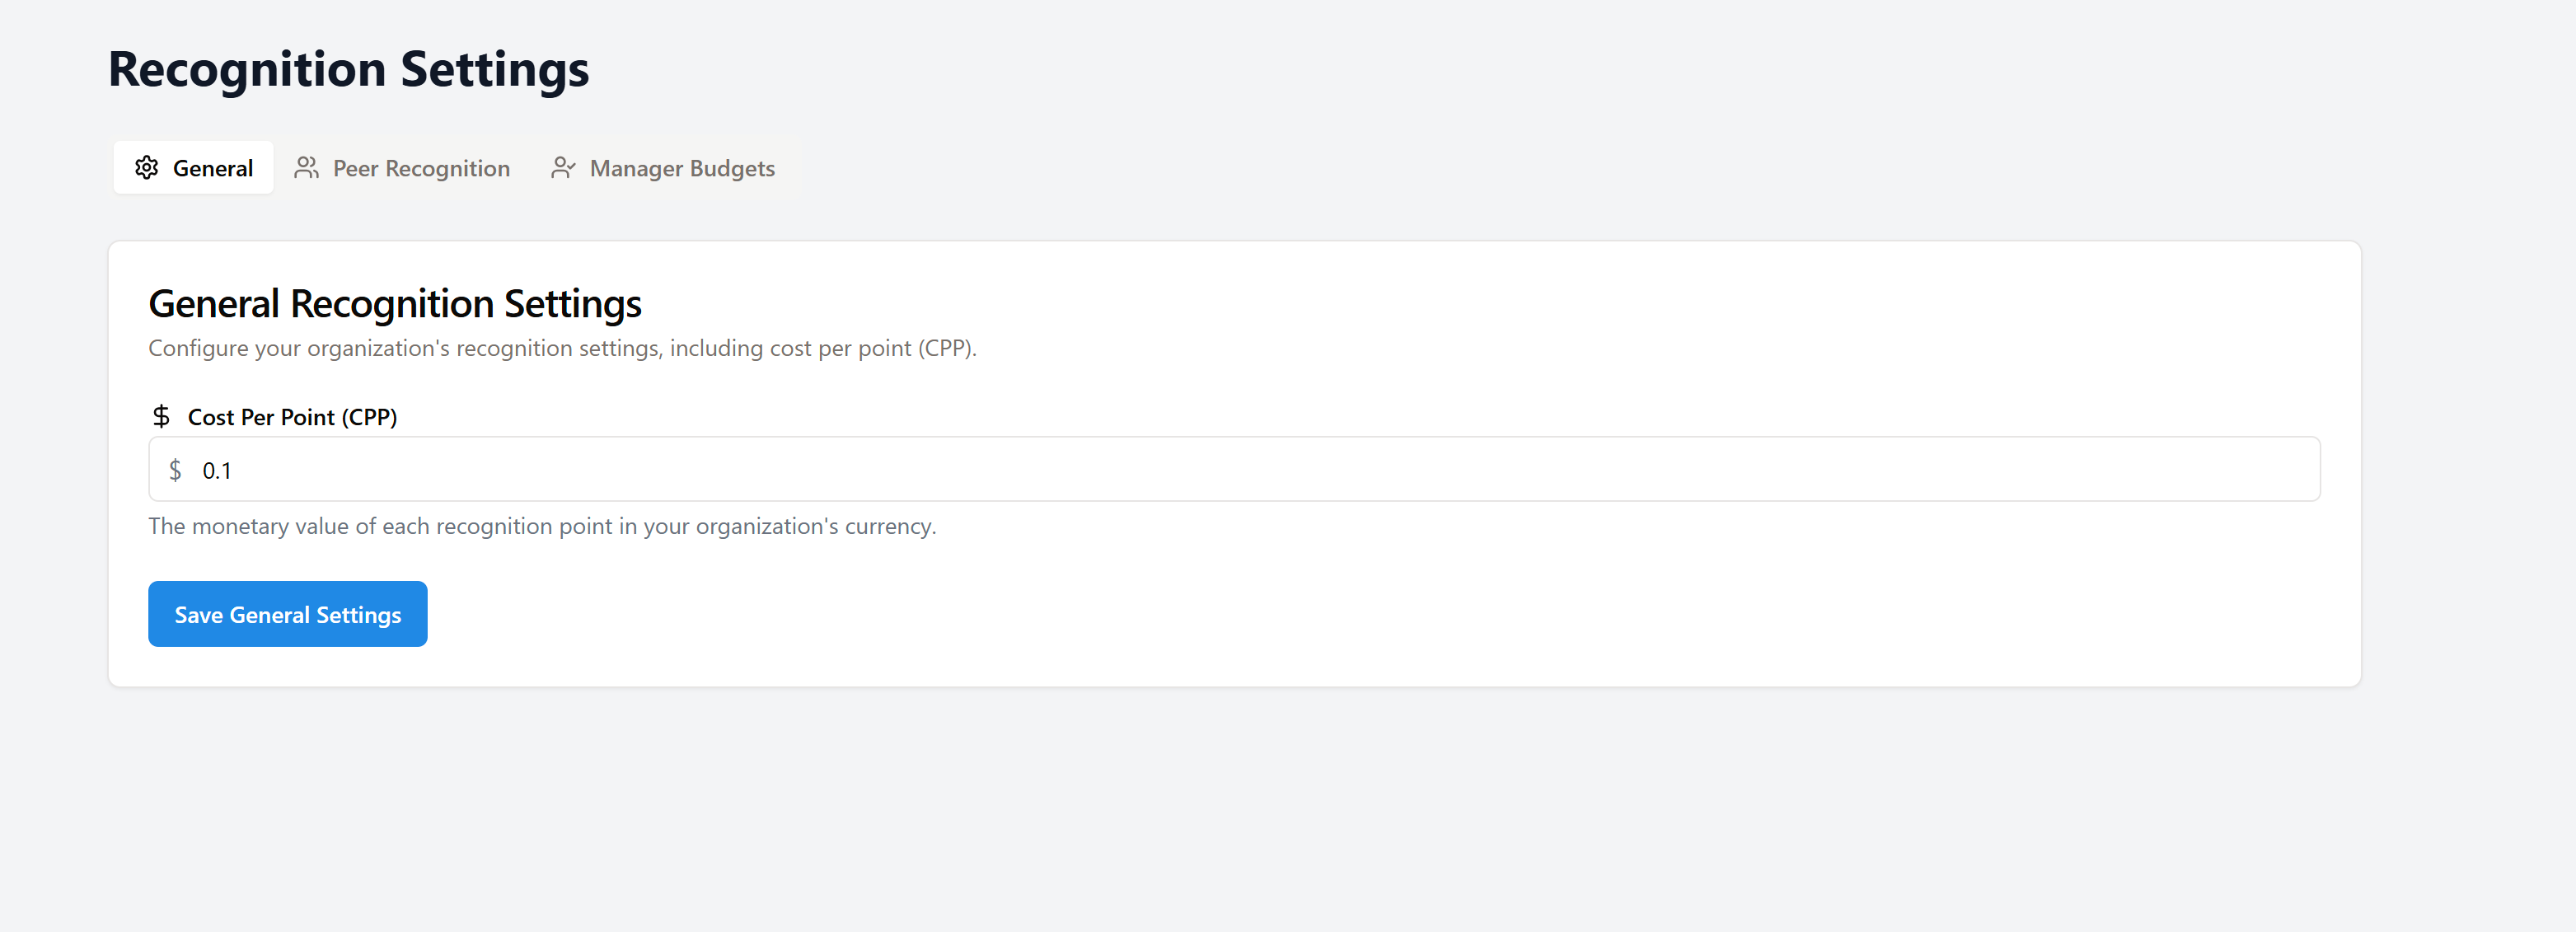 Recognition Settings
General Peer Recognition Manager Budgets
General Recognition Settings
Configure your organization's recognition settings, including cost per point (CPP).
$ Cost Per Point (CPP)
$ 0.1
The monetary value of each recognition point in your organization's currency.
Save General Settings